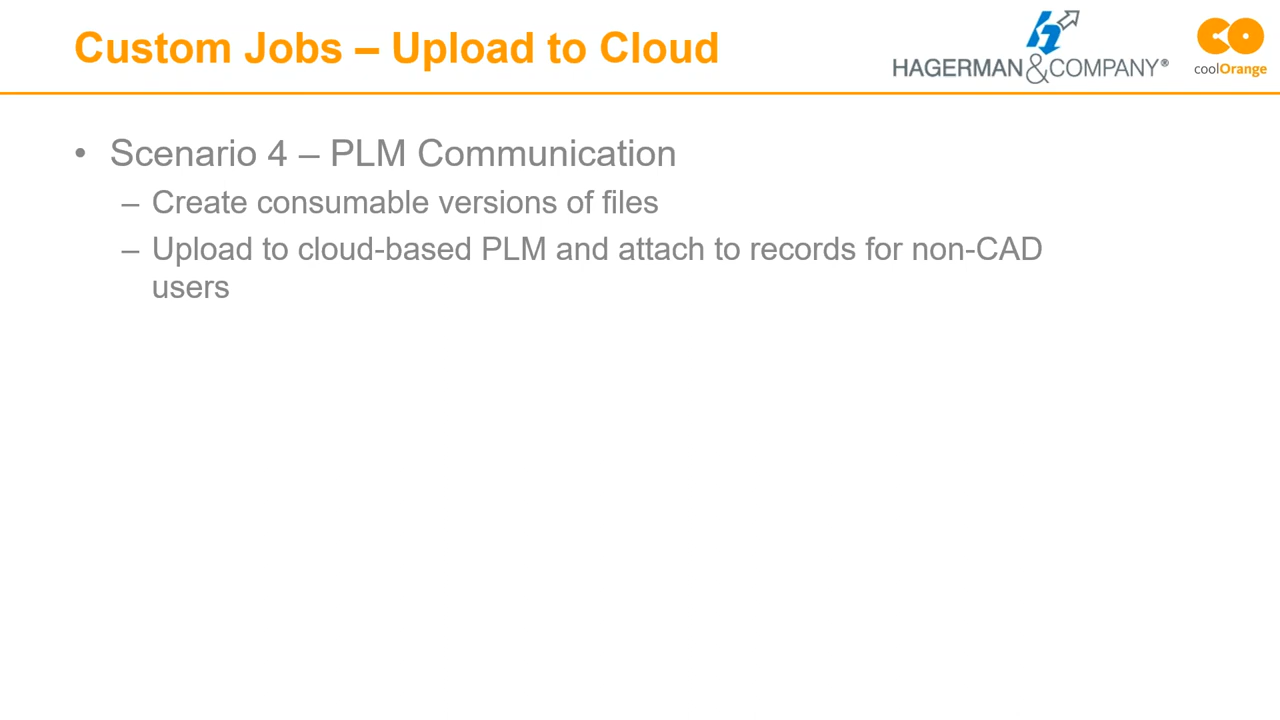 Custom Jobs – Upload to Cloud
HAGERMAN & COMPANY®
coolOrange
• Scenario 4 – PLM Communication
– Create consumable versions of files
– Upload to cloud-based PLM and attach to records for non-CAD
users